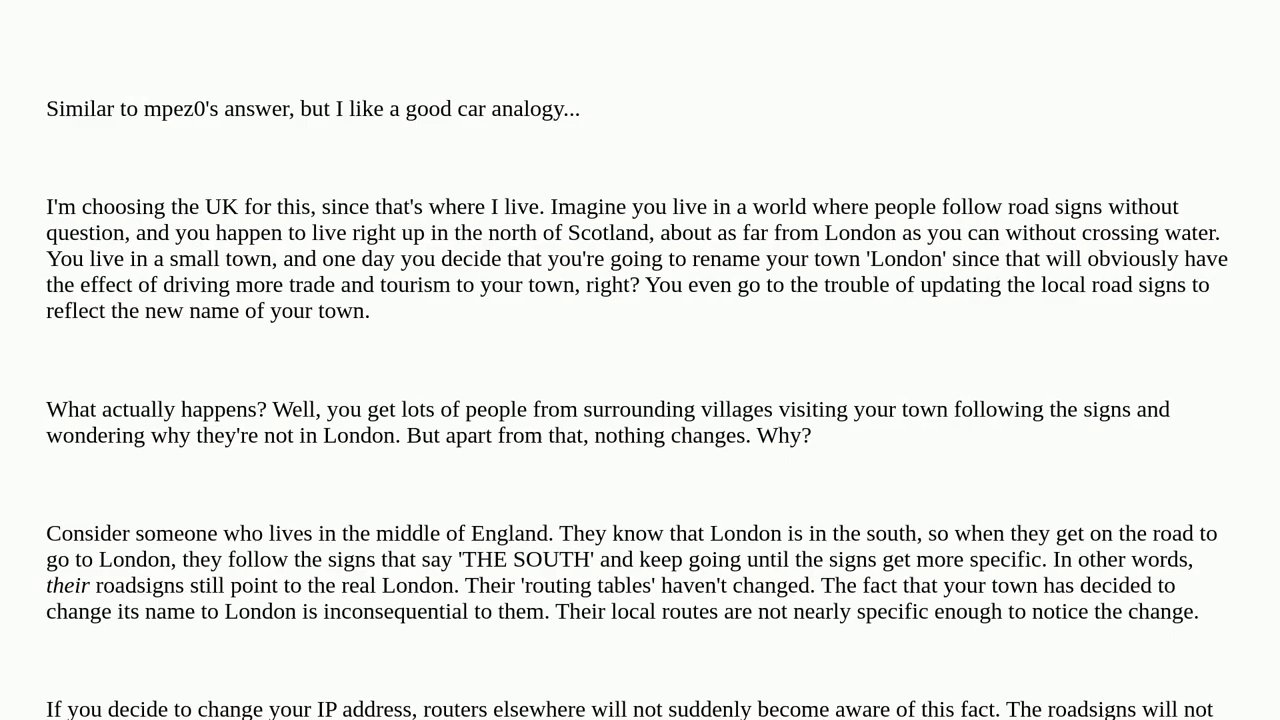 Similar to mpez0's answer, but I like a good car analogy...
I'm choosing the UK for this, since that's where I live. Imagine you live in a world where people follow road signs without
question, and you happen to live right up in the north of Scotland, about as far from London as you can without crossing water.
You live in a small town, and one day you decide that you're going to rename your town 'London' since that will obviously have
the effect of driving more trade and tourism to your town, right? You even go to the trouble of updating the local road signs to
reflect the new name of your town.
What actually happens? Well, you get lots of people from surrounding villages visiting your town following the signs and
wondering why they're not in London. But apart from that, nothing changes. Why?
Consider someone who lives in the middle of England. They know that London is in the south, so when they get on the road to
go to London, they follow the signs that say 'THE SOUTH' and keep going until the signs get more specific. In other words,
their roadsigns still point to the real London. Their 'routing tables' haven't changed. The fact that your town has decided to
change its name to London is inconsequential to them. Their local routes are not nearly specific enough to notice the change.
If you decide to change your IP address, routers elsewhere will not suddenly become aware of this fact. The roadsigns will not